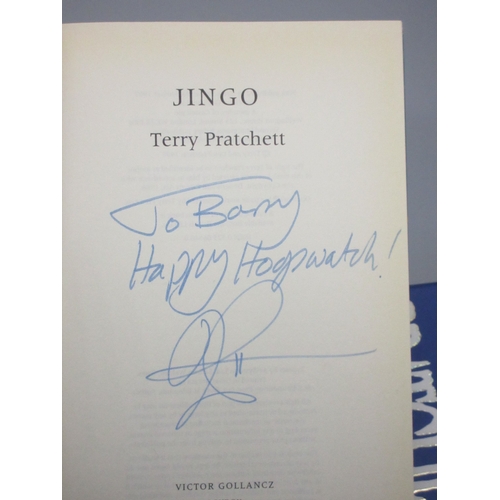 JINGO
Terry Pratchett
To Barry
Happy Hogswatch!
VICTOR GOLLANCZ